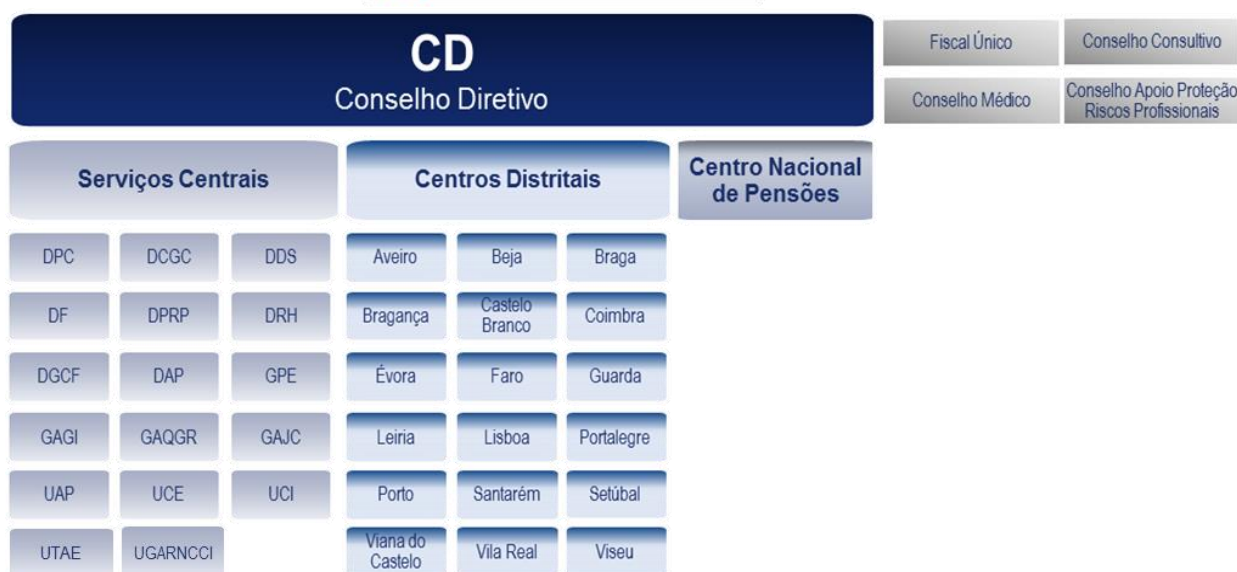 CD
Conselho Diretivo
Fiscal Único
Conselho Consultivo
Conselho Médico
Conselho Apoio Proteção
Riscos Profissionais
Serviços Centrais
Centros Distritais
Centro Nacional
de Pensões
DPC
DCGC
DDS
Aveiro
Beja
Braga
DF
DPRP
DRH
Bragança
Castelo
Branco
Coimbra
DGCF
DAP
GPE
Évora
Faro
Guarda
GAGI
GAQGR
GAJC
Leiria
Lisboa
Portalegre
UAP
UCE
UCI
Porto
Santarém
Setúbal
UTAE
UGARNCCI
Viana do
Castelo
Vila Real
Viseu